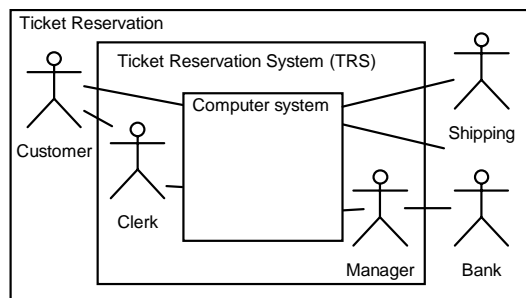 Ticket Reservation
Ticket Reservation System (TRS)
Computer system
Customer
Shipping
Clerk
Manager
Bank